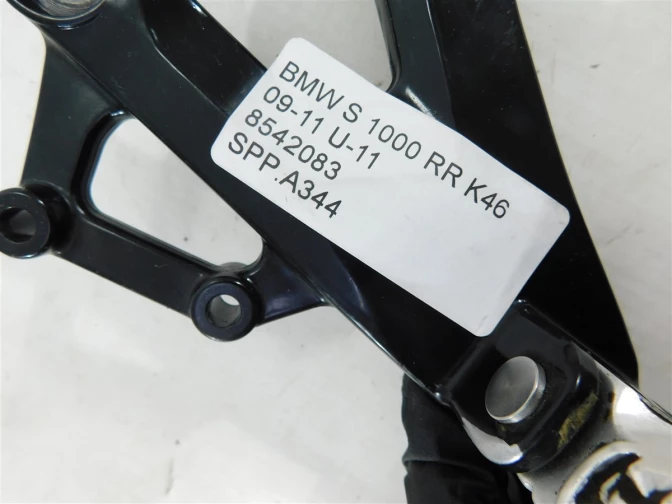 BMW S 1000 RR K46
09-11 U-11
8542083
SPP.A344